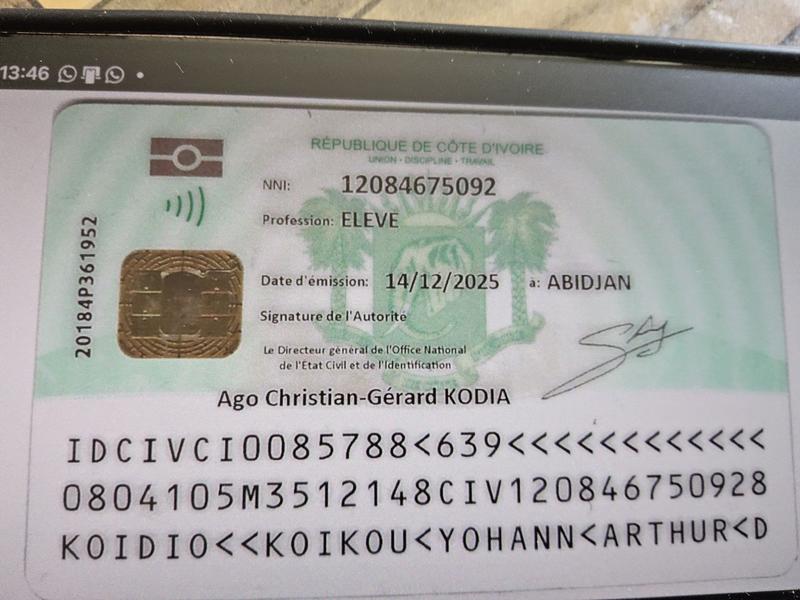 13:46
RÉPUBLIQUE DE CÔTE D'IVOIRE
UNION - DISCIPLINE - TRAVAIL
NNI: 12084675092
Profession: ELEVE
20184P361952
Date d'émission: 14/12/2025 à: ABIDJAN
Signature de l'Autorité
Le Directeur général de l'Office National
de l'État Civil et de l'Identification
Ago Christian-Gérard KODIA
IDCIVCI0085788<639<<<<<<<<<<<<
0804105M3512148CIV120846750928
KOIDIO<<KOIKOU<YOHANN<ARTHUR<D